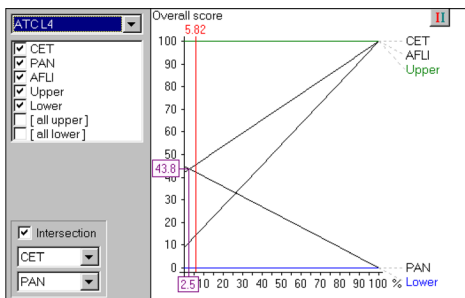 ATC L4
CET
PAN
AFLI
Upper
Lower
[ all upper ]
[ all lower ]
Intersection
CET
PAN
Overall score
5.82
100
90
80
70
60
50
43.8
40
30
20
10
0
2.5 10 20 30 40 50 60 70 80 90 100 %
CET
AFLI
Upper
PAN
Lower